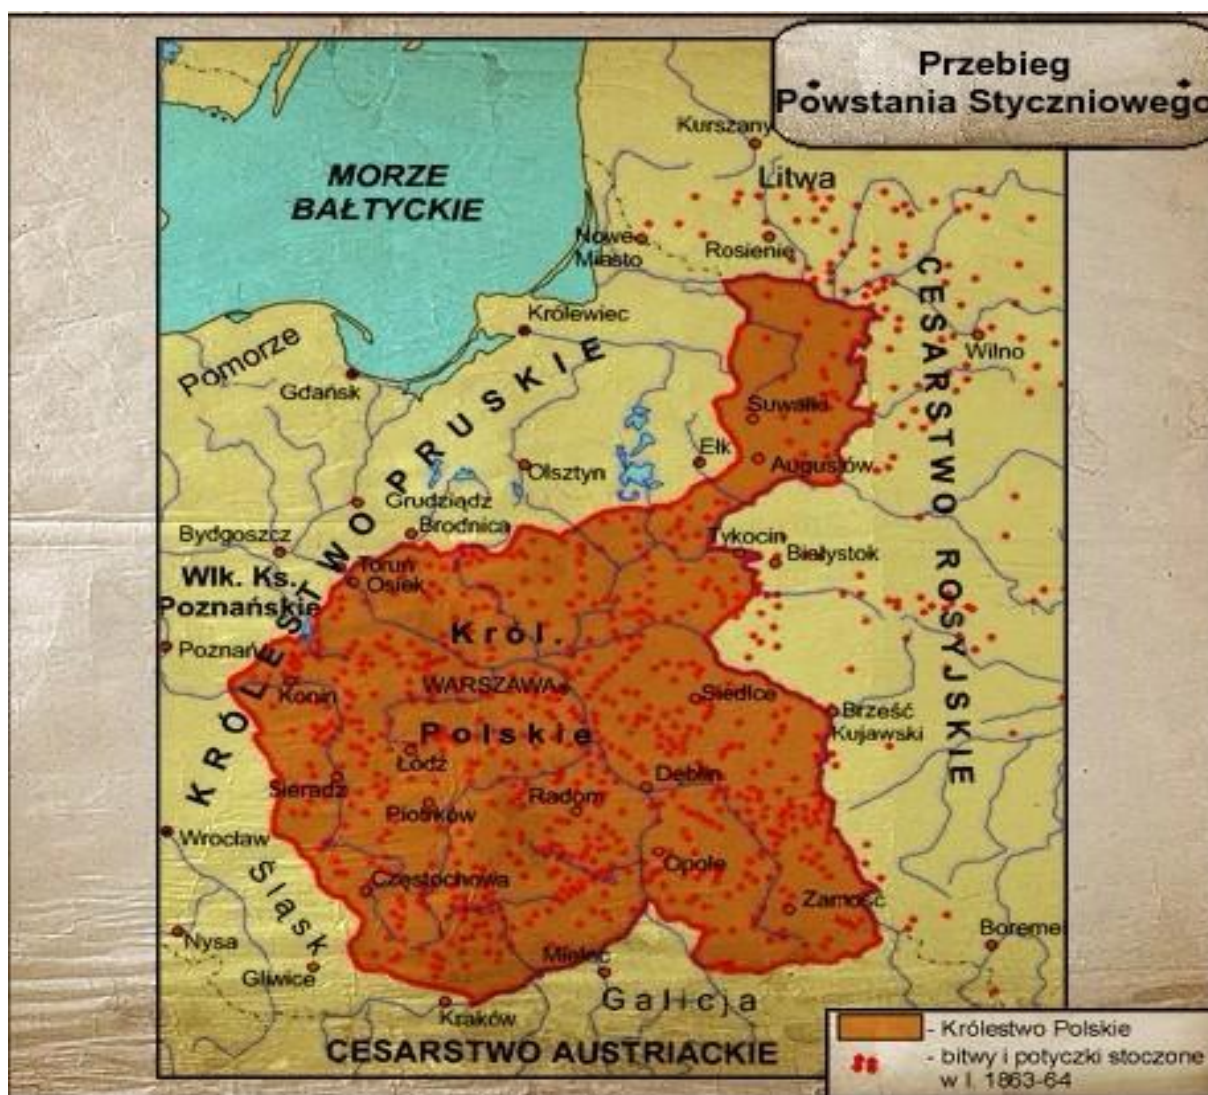 Przebieg
Powstania Styczniowego
Kurszany
Litwa
MORZE
BAŁTYCKIE
Nowe
Miasto
Rosienię
CESARSTWO ROSYJSKIE
Królewiec
Wilno
Pomorze
Gdańsk
KRÓLESTWO PRUSKIE
Suwałki
Ełk
Augustów
Olsztyn
Grudziądz
Brodnica
Bydgoszcz
Tykocin
Białystok
Toruń
Osiek
Wlk. Ks.
Poznańskie
Król.
Poznań
Konin
WARSZAWA
Siedlce
Brześć
Kujawski
Polskie
Łódź
Sieradz
Dęblin
Radom
Piotrków
Wrocław
Śląsk
Opole
Częstochowa
Zamość
Nysa
Boreme
Mielec
Gliwice
Galicja
Kraków
CESARSTWO AUSTRIACKIE
- Królestwo Polskie
- bitwy i potyczki stoczone
w l. 1863-64